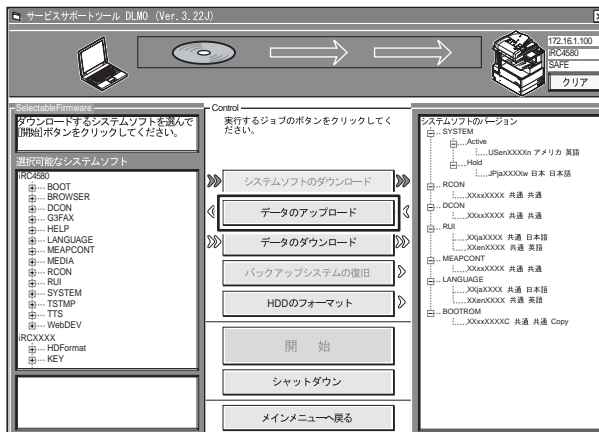 サービスサポートツール DLM0 (Ver.3.22J)
172.16.1.100
iRC4580
SAFE
クリア
SelectableFirmware
ダウンロードするシステムソフトを選んで
[開始]ボタンをクリックしてください。
選択可能なシステムソフト
iRC4580
BOOT
BROWSER
DCON
G3FAX
HELP
LANGUAGE
MEAPCONT
MEDIA
RCON
RUI
SYSTEM
TSTMP
TTS
WebDEV
iRCXXXX
HDFormat
KEY
Control
実行するジョブのボタンをクリックしてく
ださい。
システムソフトのダウンロード
データのアップロード
データのダウンロード
バックアップシステムの復旧
HDDのフォーマット
開 始
シャットダウン
メインメニューへ戻る
システムソフトのバージョン
SYSTEM
Active
USenXXXXn アメリカ 英語
Hold
JPjaXXXXw 日本 日本語
RCON
XXxxXXXX 共通 共通
DCON
XXxxXXXX 共通 共通
RUI
XXjaXXXX 共通 日本語
XXenXXXX 共通 英語
MEAPCONT
XXxxXXXX 共通 共通
LANGUAGE
XXjaXXXX 共通 日本語
XXenXXXX 共通 英語
BOOTROM
XXxxXXXXC 共通 共通 Copy